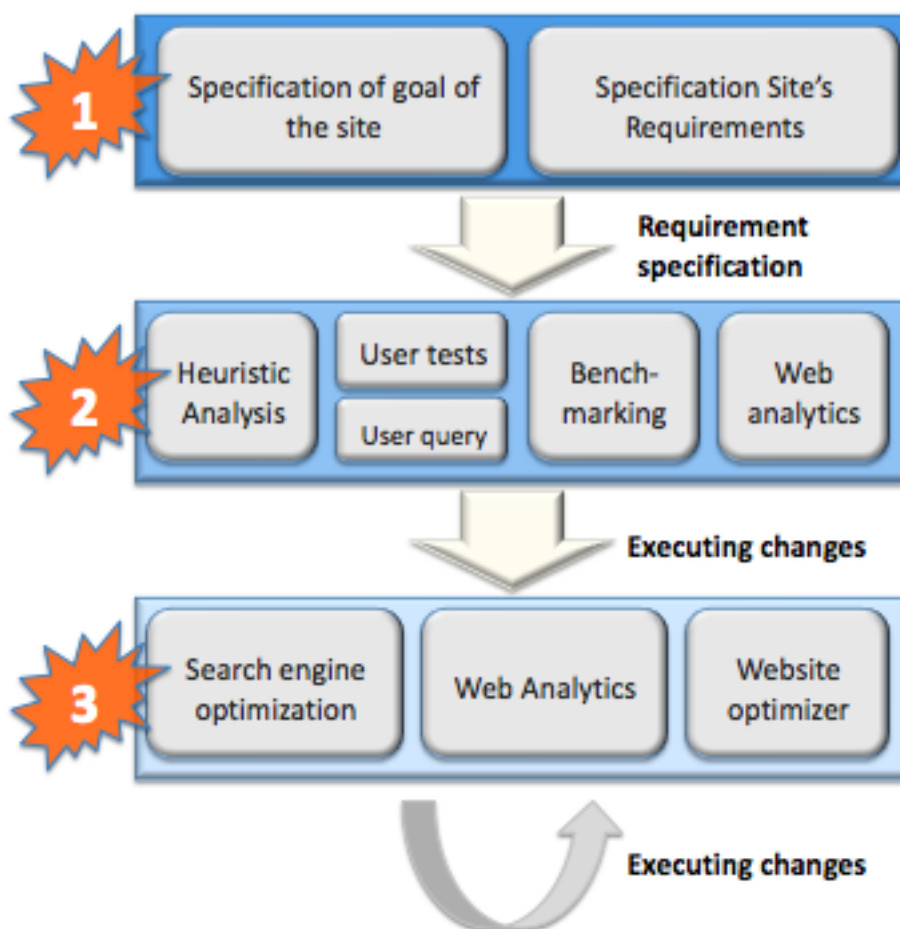 1
Specification of goal of
the site
Specification Site's
Requirements
Requirement
specification
2
Heuristic
Analysis
User tests
User query
Bench-
marking
Web
analytics
Executing changes
3
Search engine
optimization
Web Analytics
Website
optimizer
Executing changes